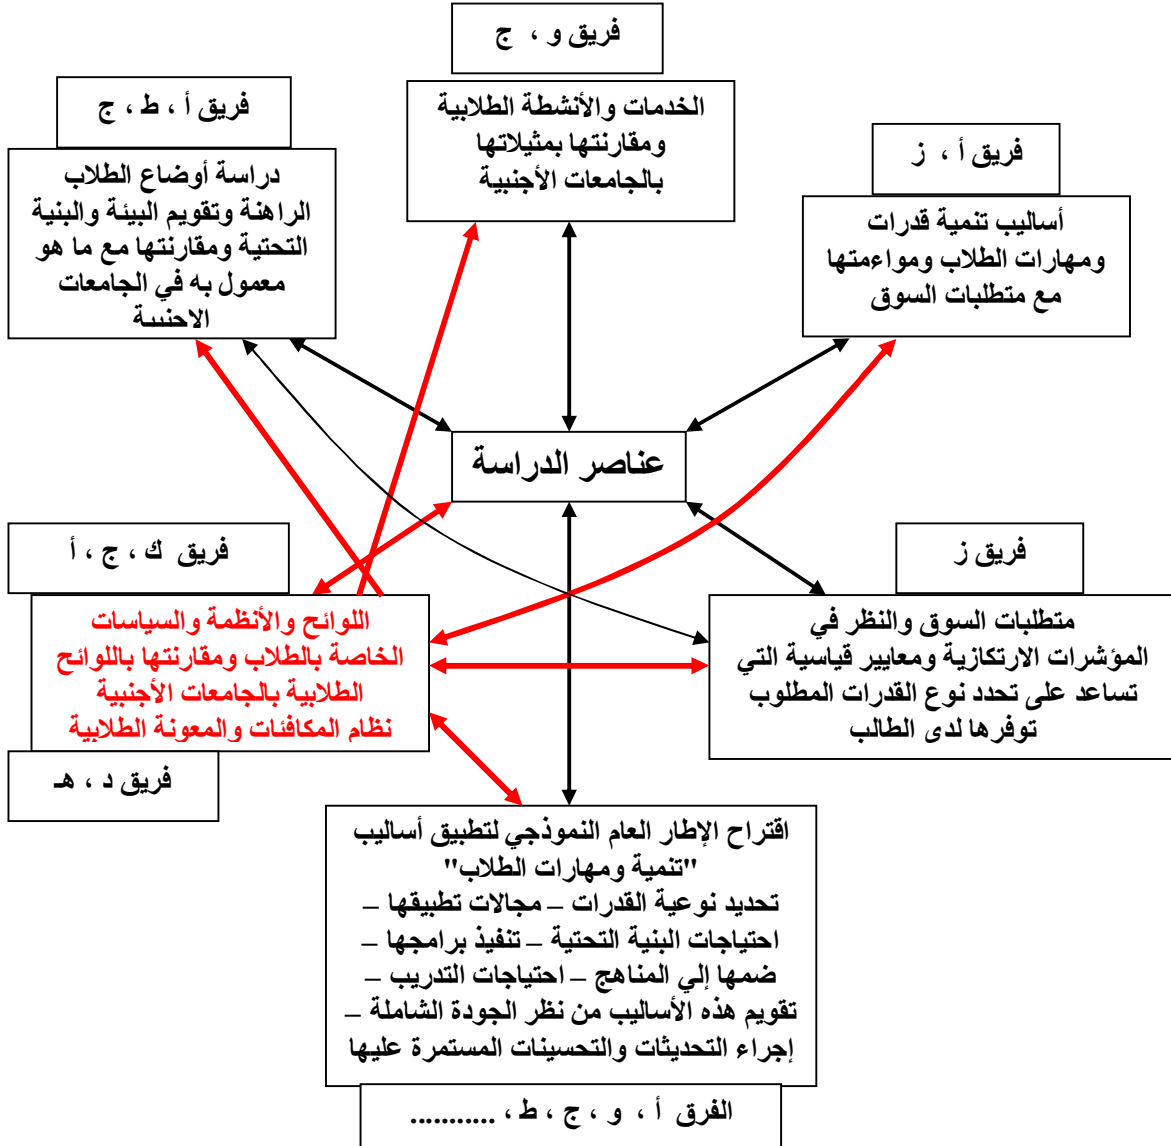 فريق و ، ج
الخدمات والأنشطة الطلابية
ومقارنتها بمثيلاتها
بالجامعات الأجنبية
فريق أ ، ز
أساليب تنمية قدرات
ومهارات الطلاب ومواءمتها
مع متطلبات السوق
فريق أ ، ط ، ج
دراسة أوضاع الطلاب
الراهنة وتقويم البيئة والبنية
التحتية ومقارنتها مع ما هو
معمول به في الجامعات
الاجنبية
عناصر الدراسة
فريق ز
متطلبات السوق والنظر في
المؤشرات الارتكازية ومعايير قياسية التي
تساعد على تحدد نوع القدرات المطلوب
توفرها لدى الطالب
فريق ك ، ج ، أ
اللوائح والأنظمة والسياسات
الخاصة بالطلاب ومقارنتها باللوائح
الطلابية بالجامعات الأجنبية
نظام المكافئات والمعونة الطلابية
فريق د ، هـ
اقتراح الإطار العام النموذجي لتطبيق أساليب
"تنمية ومهارات الطلاب"
تحديد نوعية القدرات – مجالات تطبيقها –
احتياجات البنية التحتية – تنفيذ برامجها –
ضمها إلي المناهج – احتياجات التدريب –
تقويم هذه الأساليب من نظر الجودة الشاملة –
إجراء التحديثات والتحسينات المستمرة عليها
الفرق أ ، و ، ج ، ط ، ...........